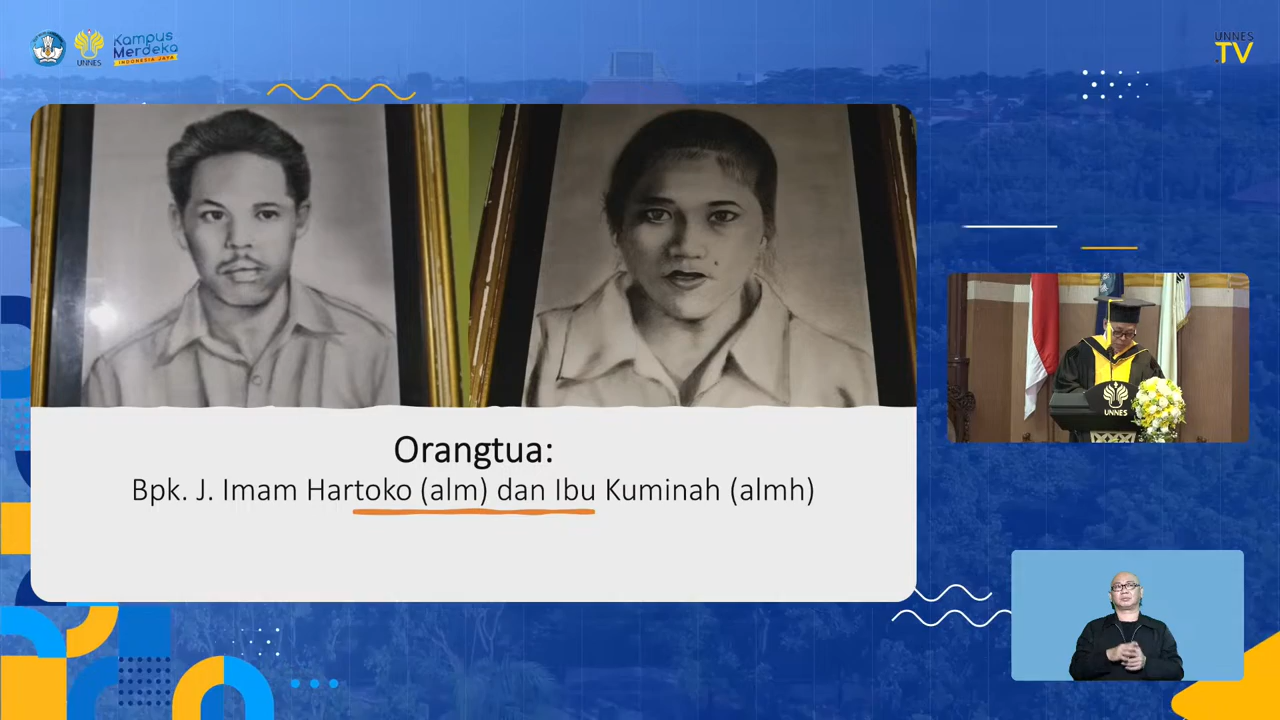 UNNES
Kampus
Merdeka
INDONESIA JAYA
UNNES
TV
Orangtua:
Bpk. J. Imam Hartoko (alm) dan Ibu Kuminah (almh)
UNNES